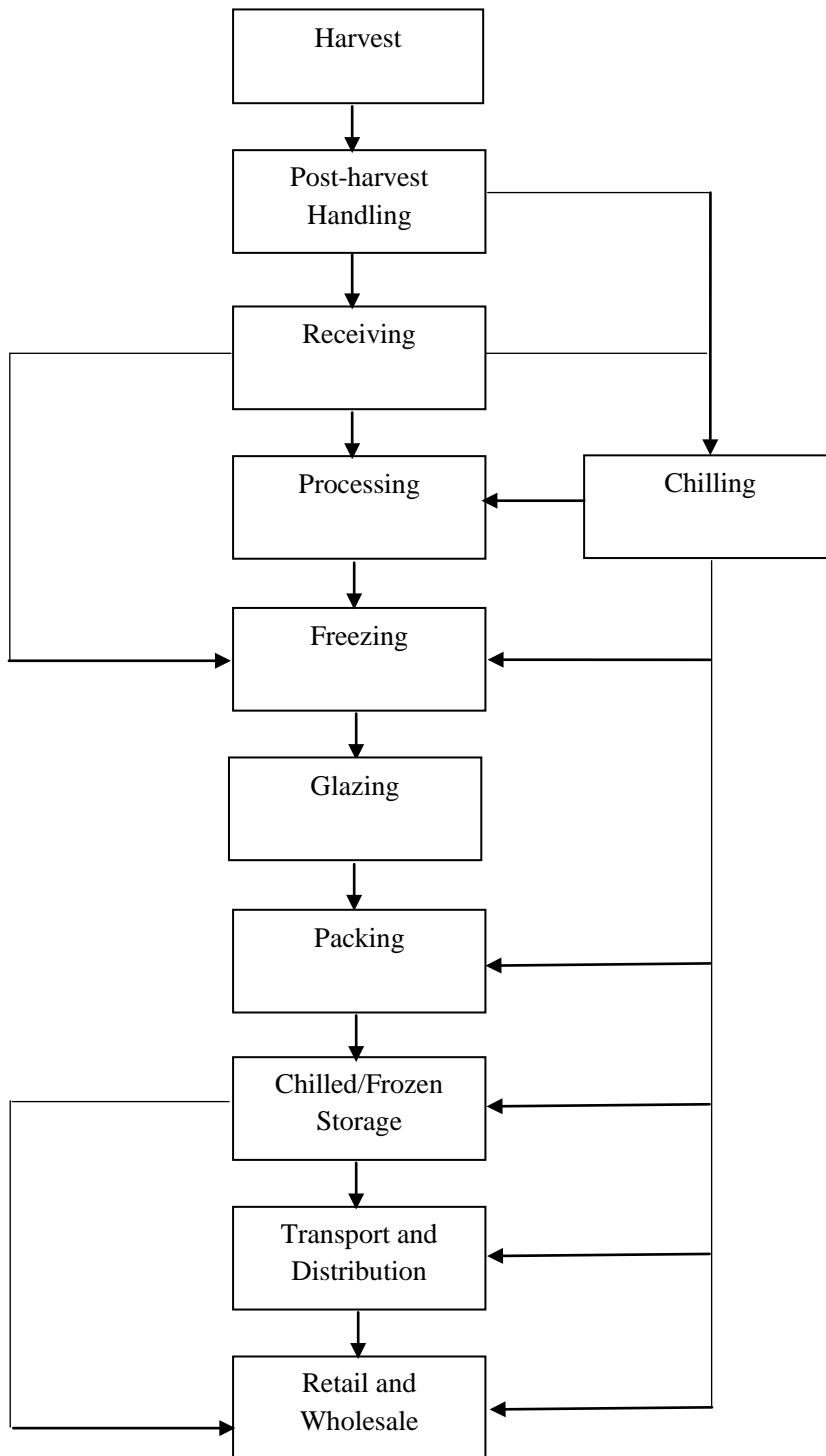 Harvest
Post-harvest
Handling
Receiving
Processing
Chilling
Freezing
Glazing
Packing
Chilled/Frozen
Storage
Transport and
Distribution
Retail and
Wholesale